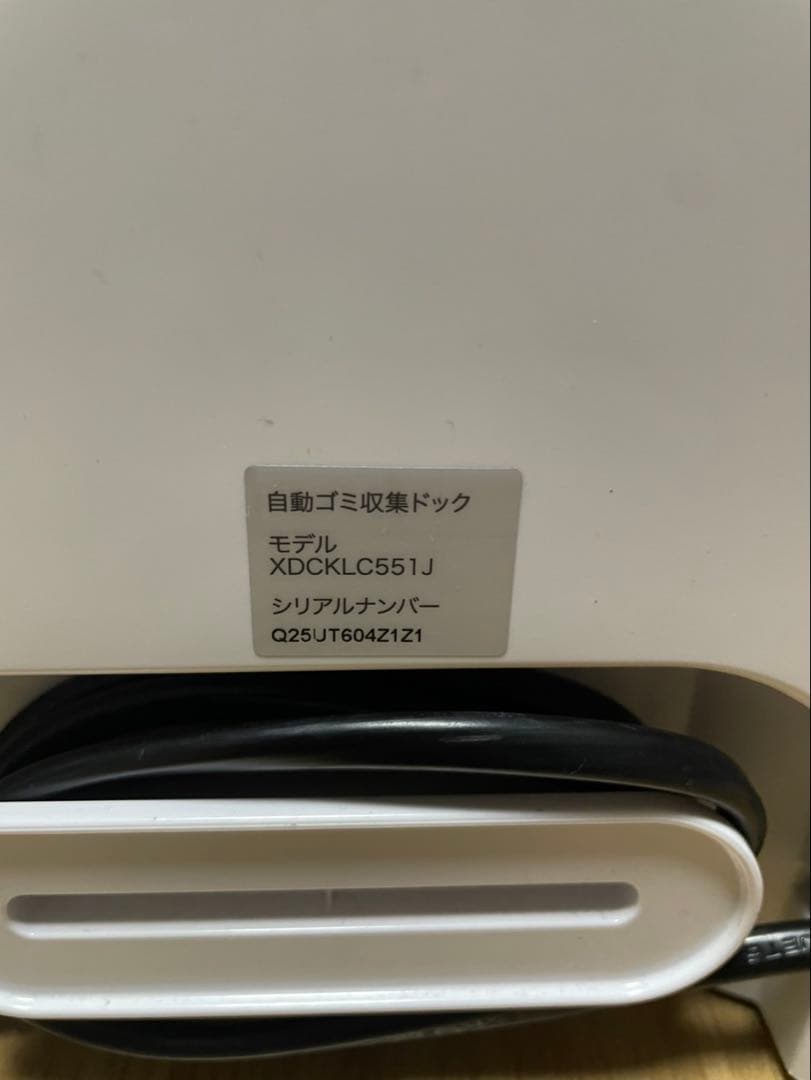 自動ゴミ収集ドック
モデル
XDCKLC551J
シリアルナンバー
Q25UT604Z1Z1